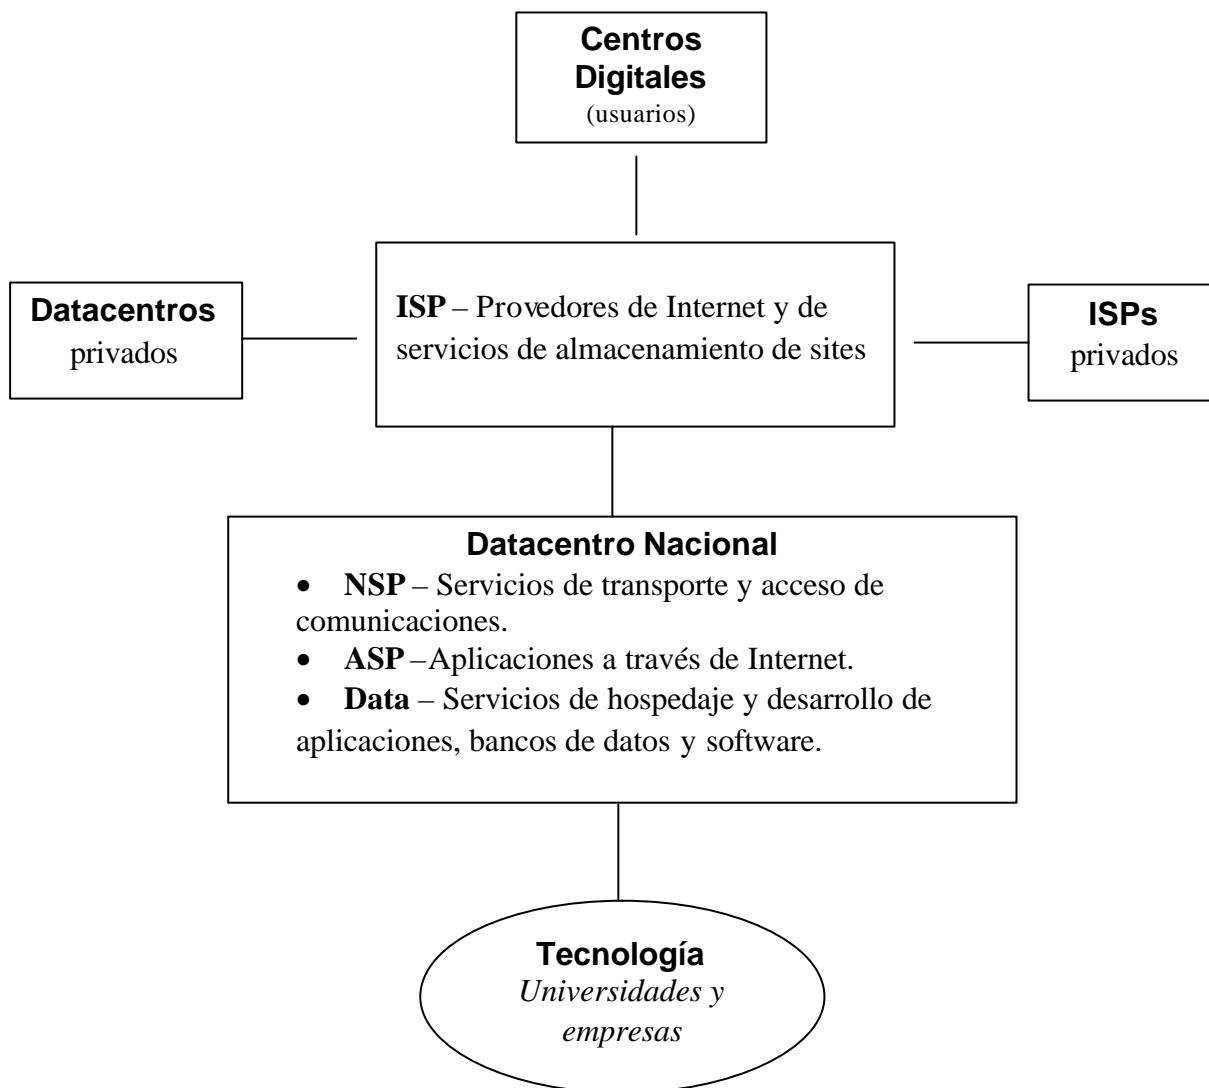 Centros
Digitales
(usuarios)
Datacentros
privados
ISP – Provedores de Internet y de
servicios de almacenamiento de sites
ISPs
privados
Datacentro Nacional
• NSP – Servicios de transporte y acceso de
comunicaciones.
• ASP –Aplicaciones a través de Internet.
• Data – Servicios de hospedaje y desarrollo de
aplicaciones, bancos de datos y software.
Tecnología
Universidades y
empresas